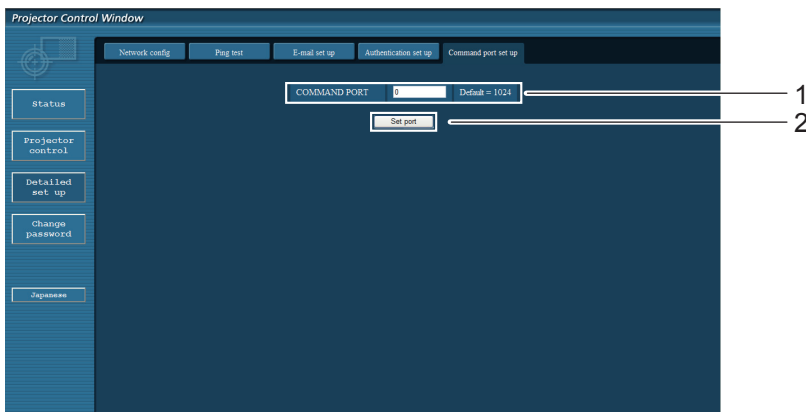 Projector Control Window
Network config
Ping test
E-mail set up
Authentication set up
Command port set up
COMMAND PORT 0 Default = 1024 1
Set port 2
Status
Projector
control
Detailed
set up
Change
password
Japanese